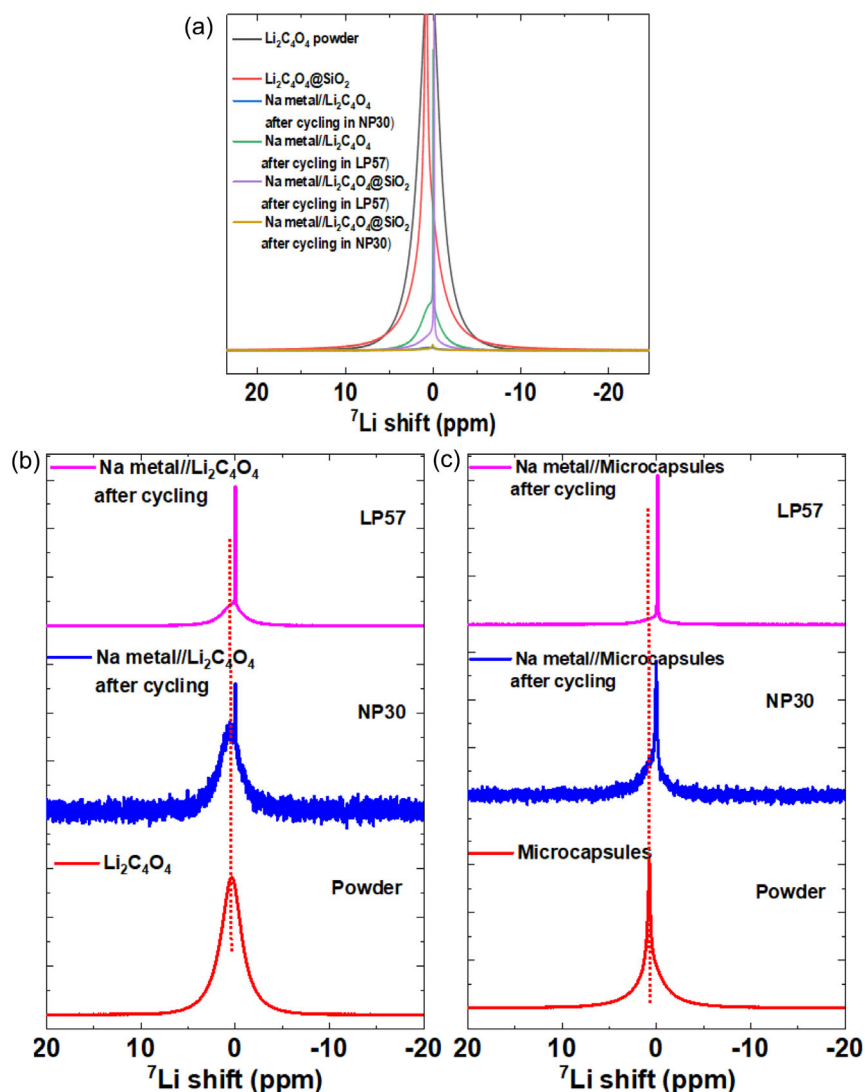 (a)
Li₂C₄O₄ powder
Li₂C₄O₄@SiO₂
Na metal//Li₂C₄O₄
after cycling in NP30)
Na metal//Li₂C₄O₄
after cycling in LP57)
Na metal//Li₂C₄O₄@SiO₂
after cycling in LP57)
Na metal//Li₂C₄O₄@SiO₂
after cycling in NP30)
20 10 0 -10 -20
⁷Li shift (ppm)
(b)
Na metal//Li₂C₄O₄
after cycling
LP57
Na metal//Li₂C₄O₄
after cycling
NP30
Li₂C₄O₄
Powder
20 10 0 -10 -20
⁷Li shift (ppm)
(c)
Na metal//Microcapsules
after cycling
LP57
Na metal//Microcapsules
after cycling
NP30
Microcapsules
Powder
20 10 0 -10 -20
⁷Li shift (ppm)